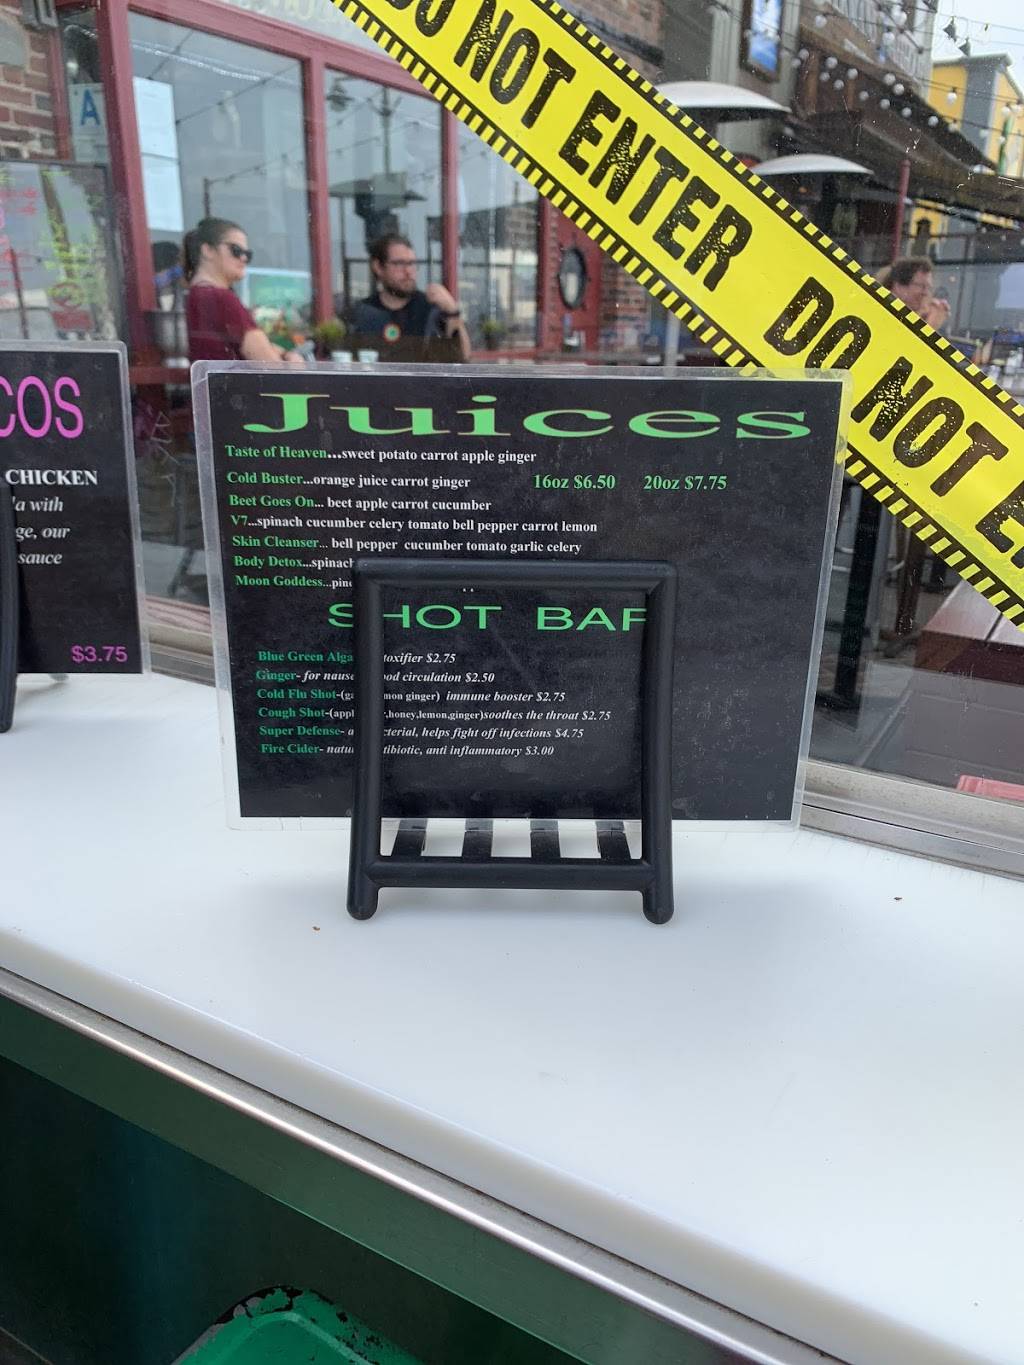 DO NOT ENTER DO NOT E
A
COS
CHICKEN
a with
ge, our
sauce
$3.75
Juices
Taste of Heaven...sweet potato carrot apple ginger
Cold Buster...orange juice carrot ginger 16oz $6.50 20oz $7.75
Beet Goes On... beet apple carrot cucumber
V7...spinach cucumber celery tomato bell pepper carrot lemon
Skin Cleanser... bell pepper cucumber tomato garlic celery
Body Detox...spinach
Moon Goddess...pine
SHOT BAR
Blue Green Alga toxifier $2.75
Ginger- for nause od circulation $2.50
Cold Flu Shot-(ga mon ginger) immune booster $2.75
Cough Shot-(appl r,honey,lemon,ginger)soothes the throat $2.75
Super Defense- a cterial, helps fight off infections $4.75
Fire Cider- natu tibiotic, anti inflammatory $3.00